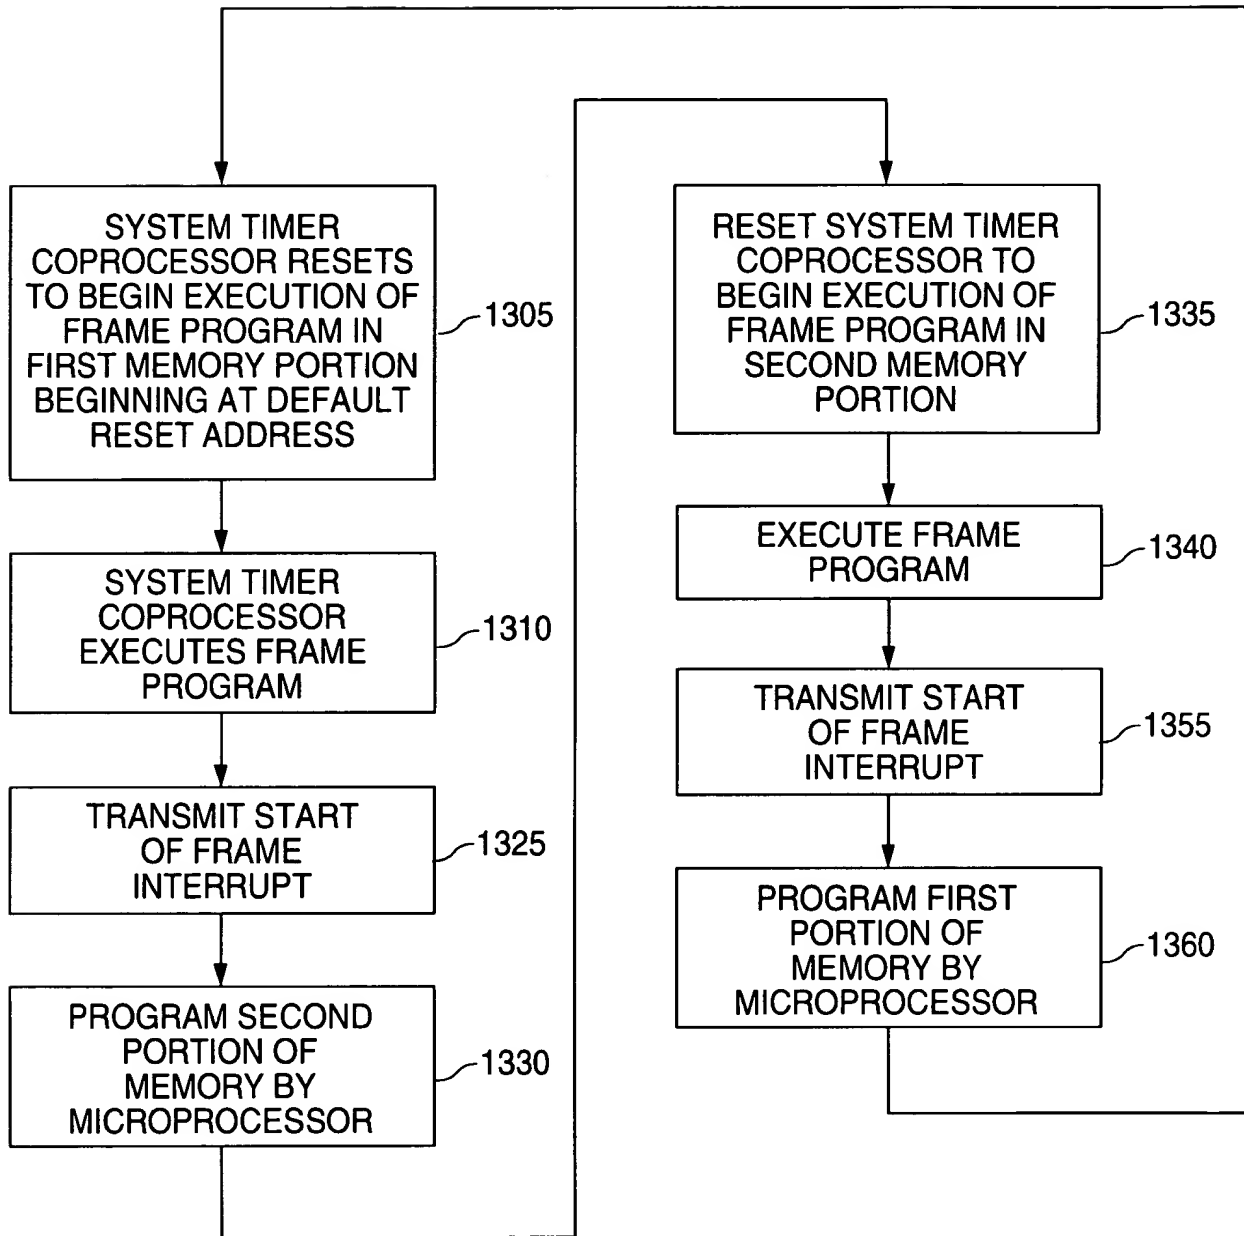 SYSTEM TIMER
COPROCESSOR RESETS
TO BEGIN EXECUTION OF
FRAME PROGRAM IN
FIRST MEMORY PORTION
BEGINNING AT DEFAULT
RESET ADDRESS
1305
SYSTEM TIMER
COPROCESSOR
EXECUTES FRAME
PROGRAM
1310
TRANSMIT START
OF FRAME
INTERRUPT
1325
PROGRAM SECOND
PORTION OF
MEMORY BY
MICROPROCESSOR
1330
RESET SYSTEM TIMER
COPROCESSOR TO
BEGIN EXECUTION OF
FRAME PROGRAM IN
SECOND MEMORY
PORTION
1335
EXECUTE FRAME
PROGRAM
1340
TRANSMIT START
OF FRAME
INTERRUPT
1355
PROGRAM FIRST
PORTION OF
MEMORY BY
MICROPROCESSOR
1360